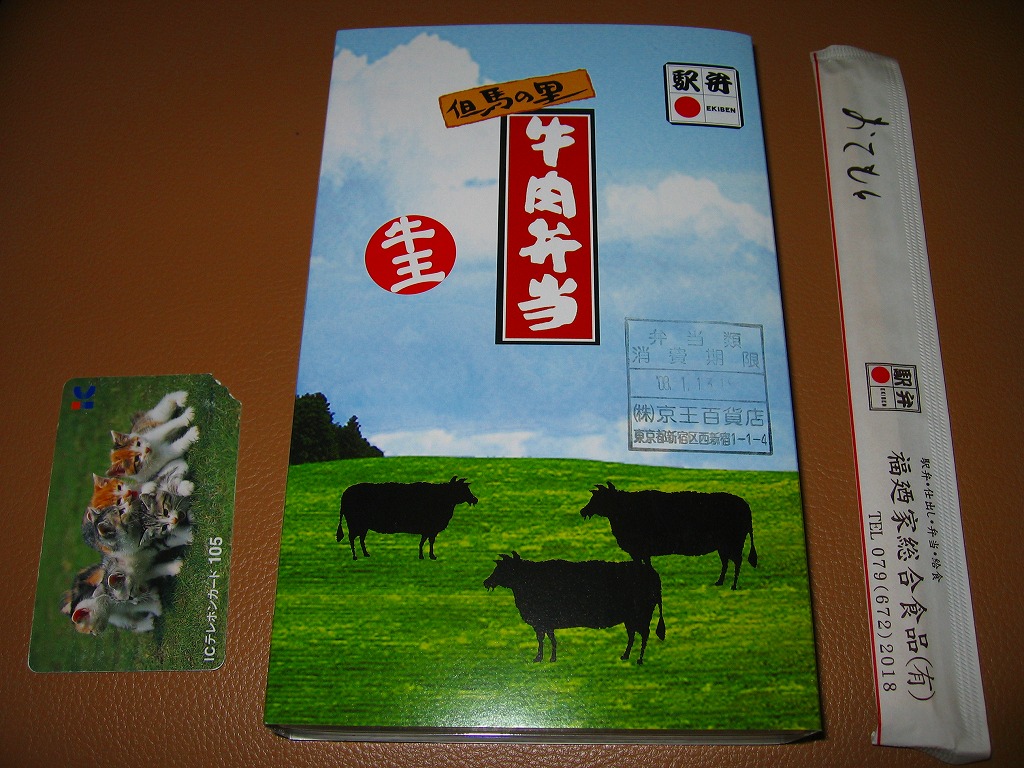 但馬の里
牛肉弁当
牛王
駅弁
EKIBEN
弁当類
消費期限
(株)京王百貨店
東京都新宿区西新宿1-1-4
おてもと
駅弁
EKIBEN
駅弁・仕出し・弁当・給食
福廼家総合食品(有)
TEL 079(672)2018
ICテレホンカード 105